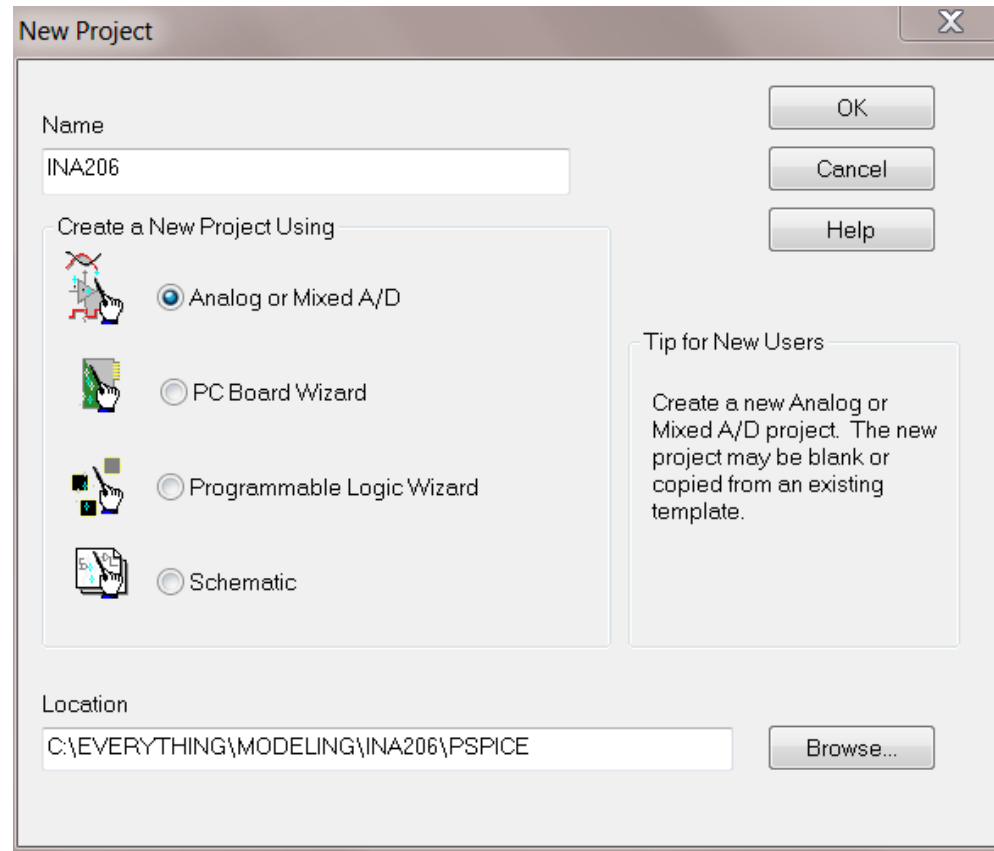 New Project
Name
OK
INA206
Cancel
Create a New Project Using
Help
Analog or Mixed A/D
PC Board Wizard
Programmable Logic Wizard
Schematic
Tip for New Users
Create a new Analog or
Mixed A/D project. The new
project may be blank or
copied from an existing
template.
Location
C:\EVERYTHING\MODELING\INA206\PSPICE
Browse...